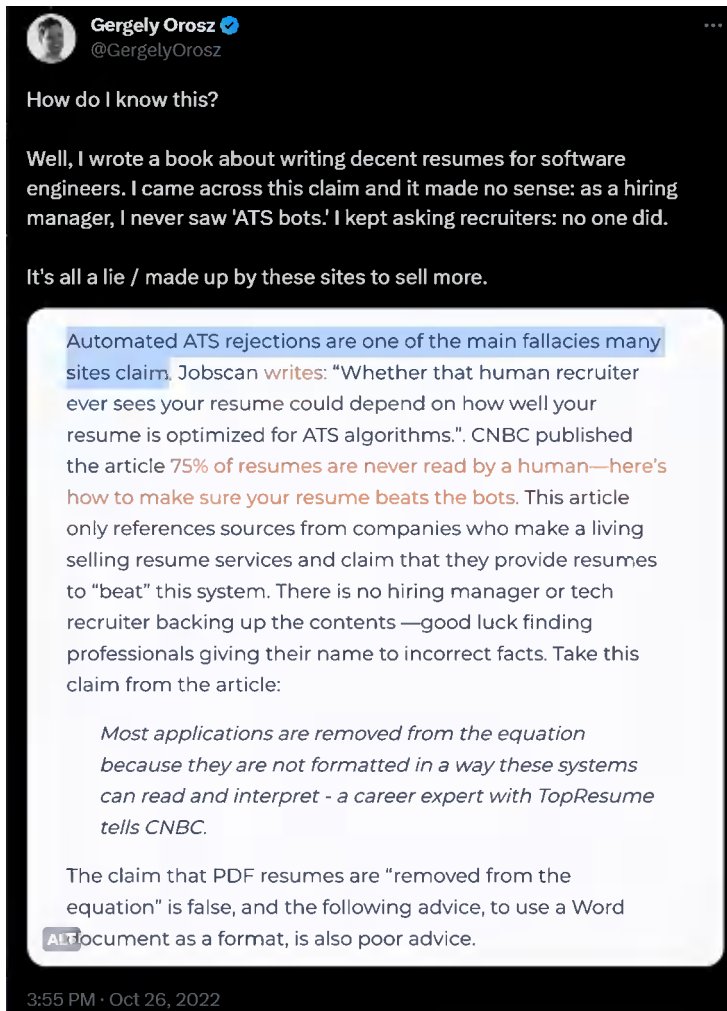 Gergely Orosz
@GergelyOrosz
How do I know this?
Well, I wrote a book about writing decent resumes for software
engineers. I came across this claim and it made no sense: as a hiring
manager, I never saw 'ATS bots.' I kept asking recruiters: no one did.
It's all a lie / made up by these sites to sell more.
Automated ATS rejections are one of the main fallacies many
sites claim. Jobscan writes: “Whether that human recruiter
ever sees your resume could depend on how well your
resume is optimized for ATS algorithms.”. CNBC published
the article 75% of resumes are never read by a human—here’s
how to make sure your resume beats the bots. This article
only references sources from companies who make a living
selling resume services and claim that they provide resumes
to “beat” this system. There is no hiring manager or tech
recruiter backing up the contents —good luck finding
professionals giving their name to incorrect facts. Take this
claim from the article:
Most applications are removed from the equation
because they are not formatted in a way these systems
can read and interpret - a career expert with TopResume
tells CNBC.
The claim that PDF resumes are “removed from the
equation” is false, and the following advice, to use a Word
document as a format, is also poor advice.
ALT
3:55 PM · Oct 26, 2022